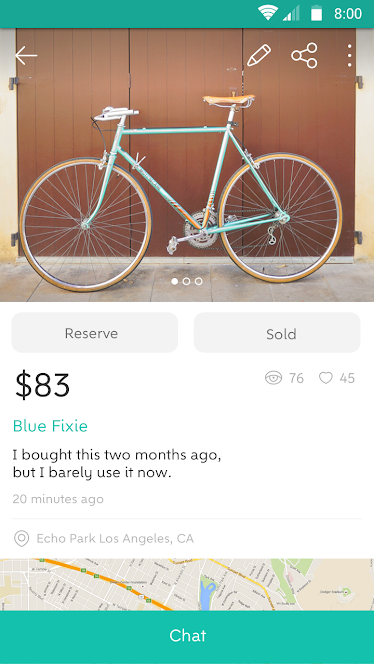 8:00
Reserve
Sold
$83
76
45
Blue Fixie
I bought this two months ago,
but I barely use it now.
20 minutes ago
Echo Park Los Angeles, CA
Chat